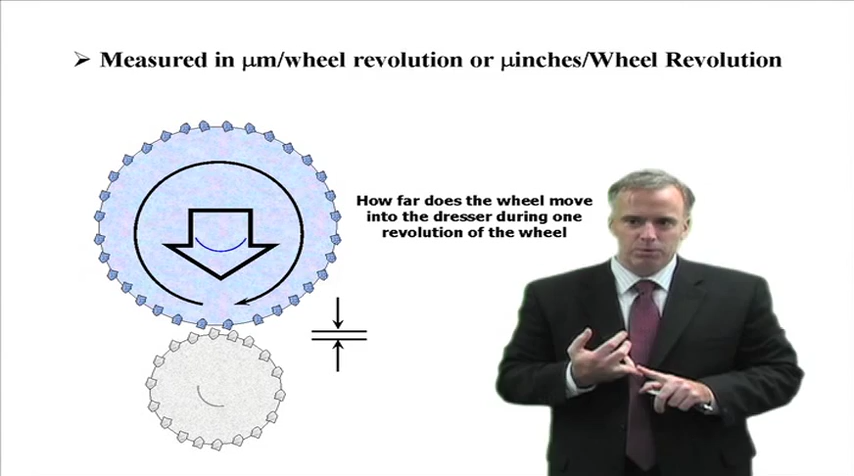 ➢ Measured in μm/wheel revolution or μinches/Wheel Revolution
How far does the wheel move
into the dresser during one
revolution of the wheel